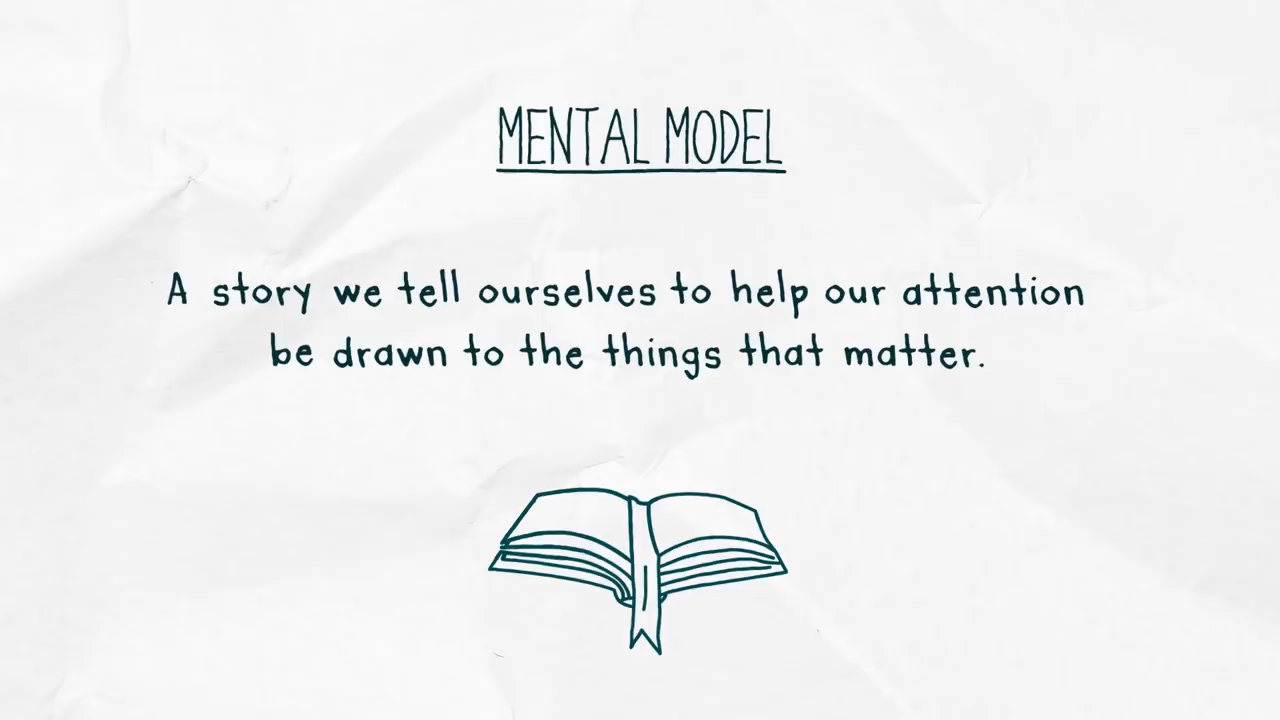 MENTAL MODEL
A story we tell ourselves to help our attention
be drawn to the things that matter.